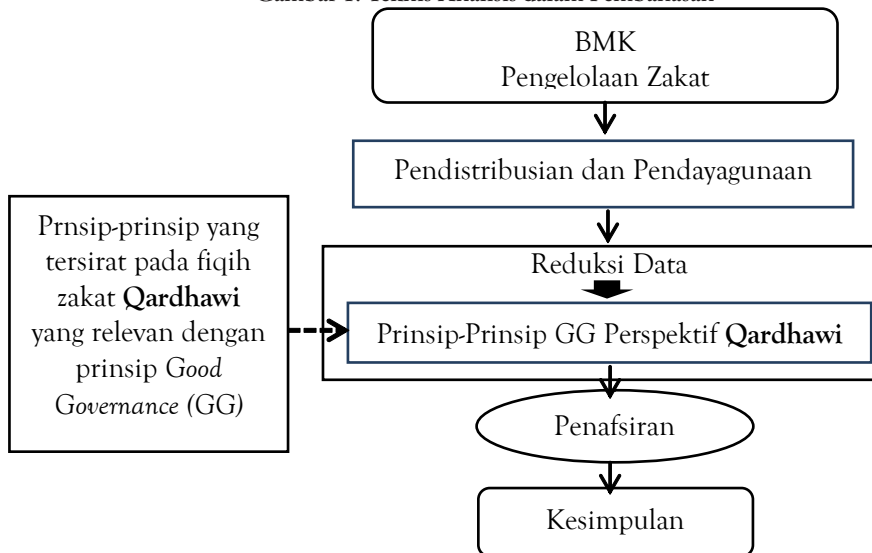 BMK
Pengelolaan Zakat
Pendistribusian dan Pendayagunaan
Prnsip-prinsip yang
tersirat pada fiqih
zakat Qardhawi
yang relevan dengan
prinsip Good
Governance (GG)
Reduksi Data
Prinsip-Prinsip GG Perspektif Qardhawi
Penafsiran
Kesimpulan